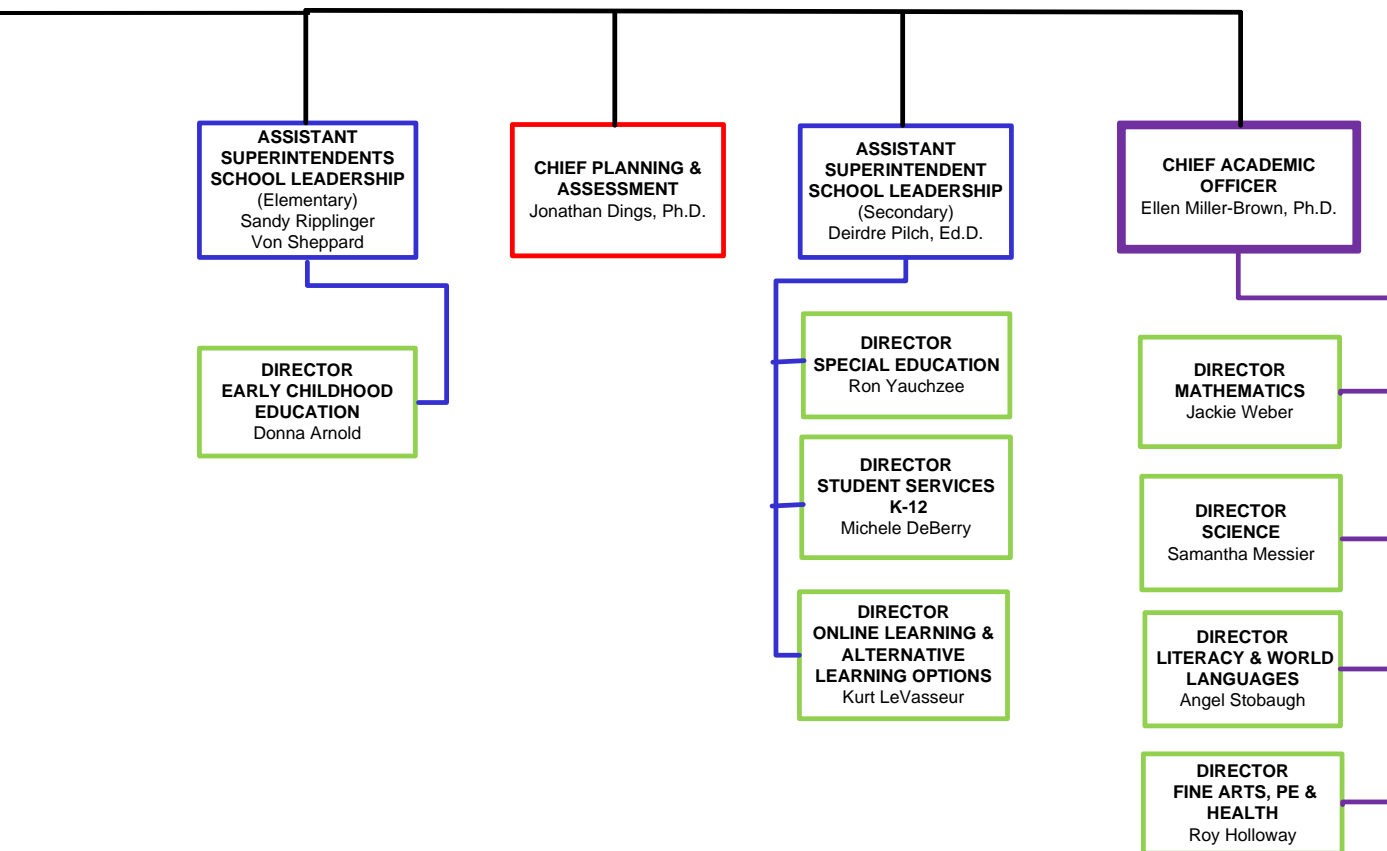 ASSISTANT
SUPERINTENDENTS
SCHOOL LEADERSHIP
(Elementary)
Sandy Ripplinger
Von Sheppard
CHIEF PLANNING &
ASSESSMENT
Jonathan Dings, Ph.D.
ASSISTANT
SUPERINTENDENT
SCHOOL LEADERSHIP
(Secondary)
Deirdre Pilch, Ed.D.
CHIEF ACADEMIC
OFFICER
Ellen Miller-Brown, Ph.D.
DIRECTOR
EARLY CHILDHOOD
EDUCATION
Donna Arnold
DIRECTOR
SPECIAL EDUCATION
Ron Yauchzee
DIRECTOR
STUDENT SERVICES
K-12
Michele DeBerry
DIRECTOR
ONLINE LEARNING &
ALTERNATIVE
LEARNING OPTIONS
Kurt LeVasseur
DIRECTOR
MATHEMATICS
Jackie Weber
DIRECTOR
SCIENCE
Samantha Messier
DIRECTOR
LITERACY & WORLD
LANGUAGES
Angel Stobaugh
DIRECTOR
FINE ARTS, PE &
HEALTH
Roy Holloway